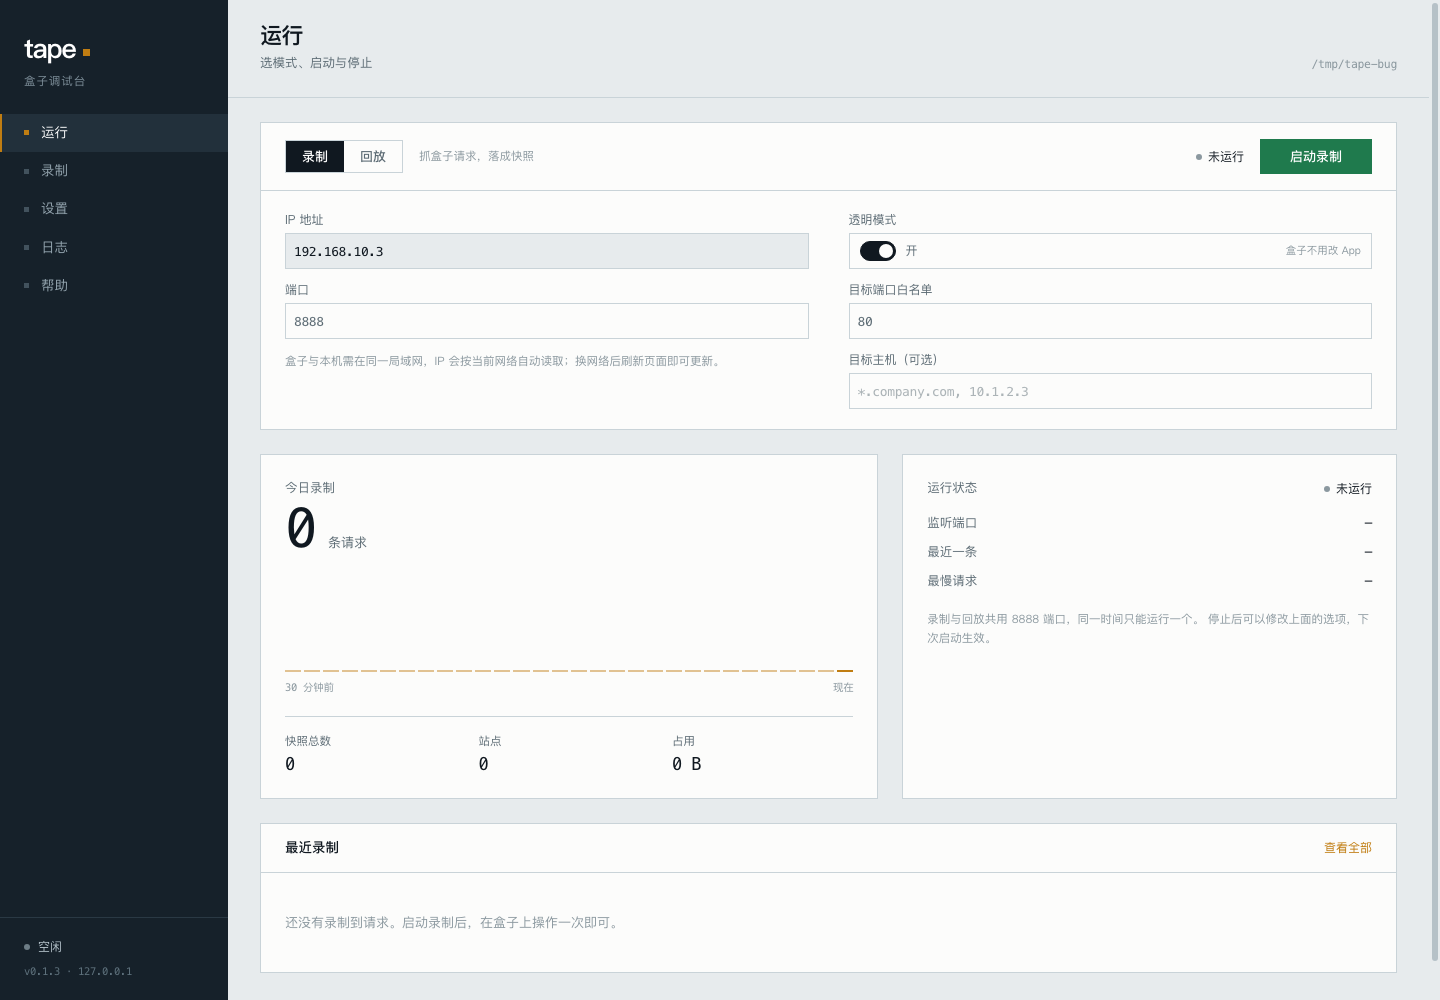 tape
盒子调试台
运行
录制
设置
日志
帮助
空闲
v0.1.3 · 127.0.0.1
运行
选模式、启动与停止
/tmp/tape-bug
录制 回放 抓盒子请求，落成快照
未运行 启动录制
IP 地址
192.168.10.3
端口
8888
盒子与本机需在同一局域网，IP 会按当前网络自动读取；换网络后刷新页面即可更新。
透明模式
开 盒子不用改 App
目标端口白名单
80
目标主机（可选）
*.company.com, 10.1.2.3
今日录制
0 条请求
30 分钟前 现在
快照总数 站点 占用
0 0 0 B
运行状态 未运行
监听端口 —
最近一条 —
最慢请求 —
录制与回放共用 8888 端口，同一时间只能运行一个。 停止后可以修改上面的选项，下
次启动生效。
最近录制 查看全部
还没有录制到请求。启动录制后，在盒子上操作一次即可。